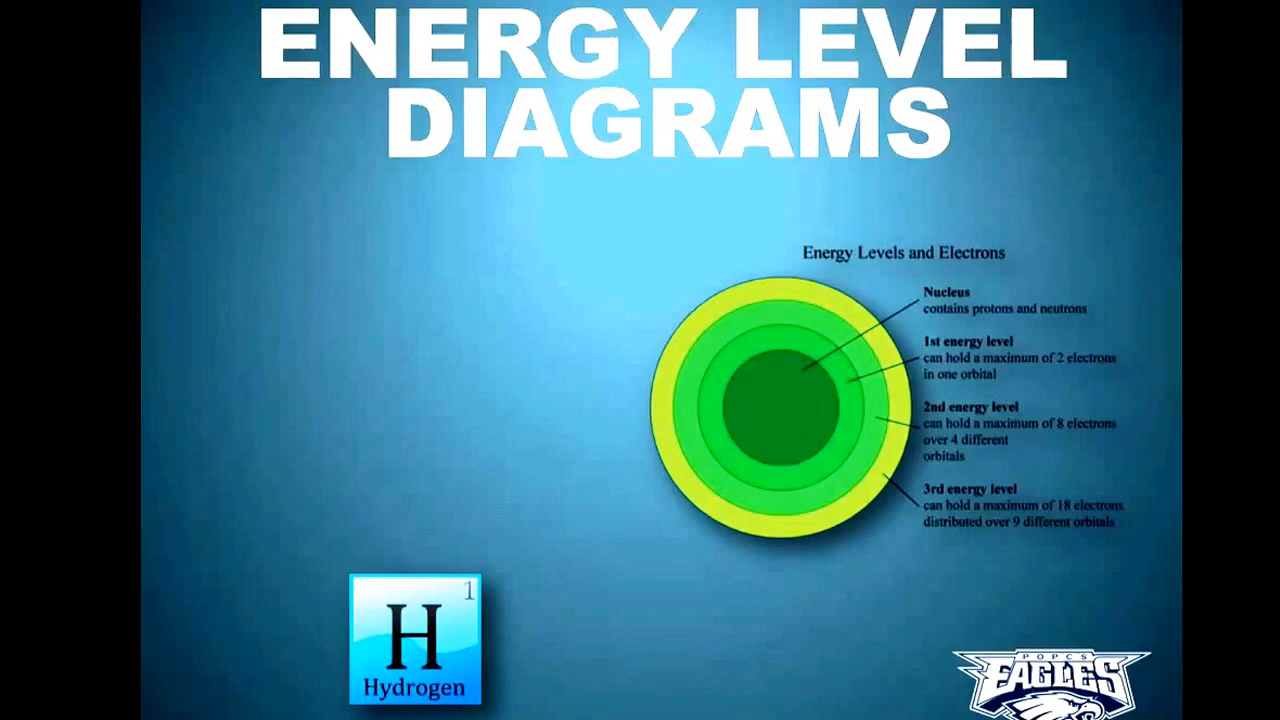 ENERGY LEVEL
DIAGRAMS
Energy Levels and Electrons
Nucleus
contains protons and neutrons
1st energy level
can hold a maximum of 2 electrons
in one orbital
2nd energy level
can hold a maximum of 8 electrons
over 4 different
orbitals
3rd energy level
can hold a maximum of 18 electrons
distributed over 9 different orbitals
1
H
Hydrogen
POPCS
EAGLES